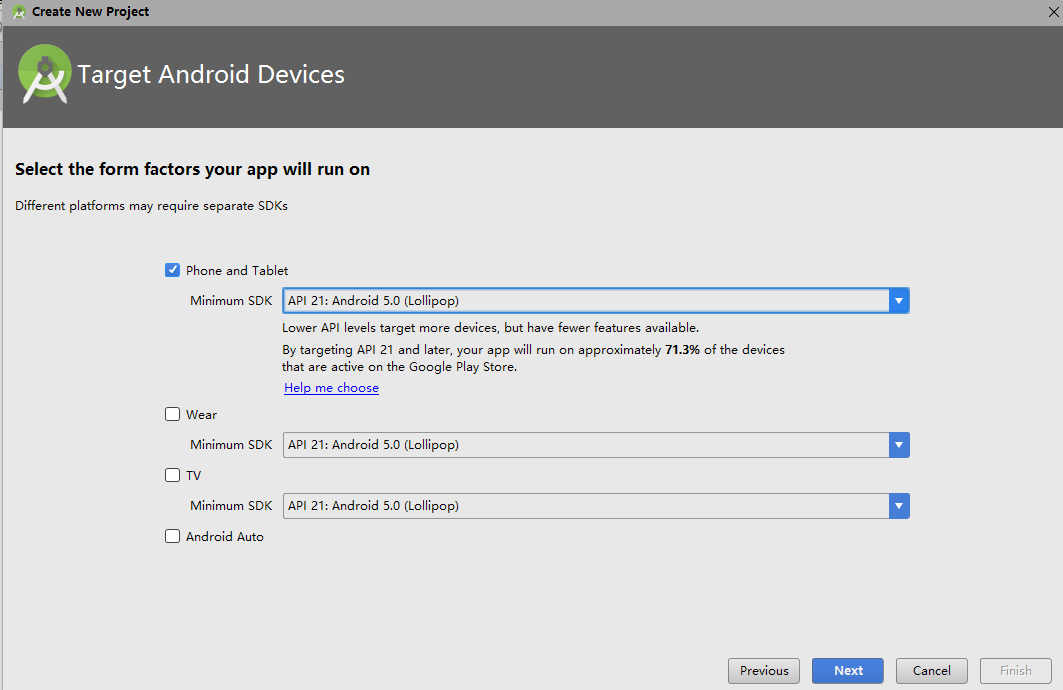 Create New Project
Target Android Devices
Select the form factors your app will run on
Different platforms may require separate SDKs
Phone and Tablet
Minimum SDK API 21: Android 5.0 (Lollipop)
Lower API levels target more devices, but have fewer features available.
By targeting API 21 and later, your app will run on approximately 71.3% of the devices
that are active on the Google Play Store.
Help me choose
Wear
Minimum SDK API 21: Android 5.0 (Lollipop)
TV
Minimum SDK API 21: Android 5.0 (Lollipop)
Android Auto
Previous Next Cancel Finish